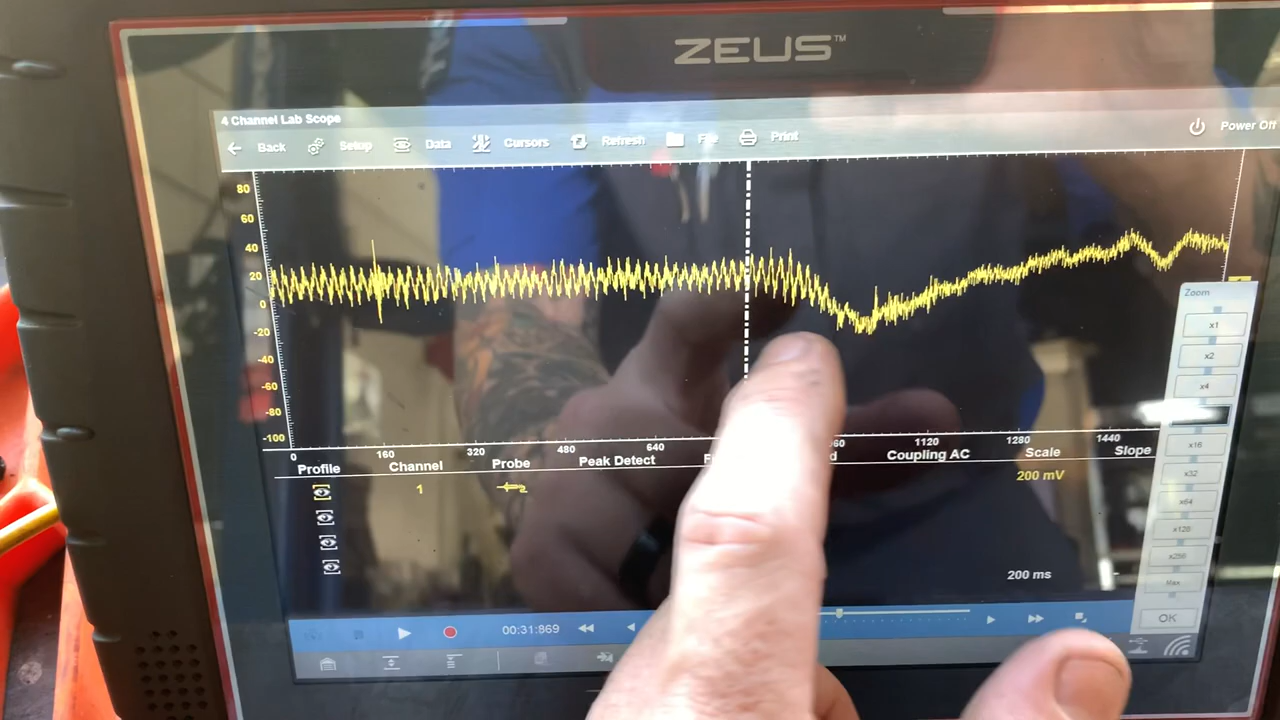 ZEUS™
4 Channel Lab Scope
Back Setup Data Cursors Refresh Print Power Off
80
60
40
20
0
-20
-40
-60
-80
-100
0 160 320 480 640 1120 1280 1440
Profile Channel Probe Peak Detect Coupling AC Scale Slope
1 200 mV
200 ms
Zoom
x1
x2
x4
x16
x32
x64
x128
x256
Max
OK
00:31:869